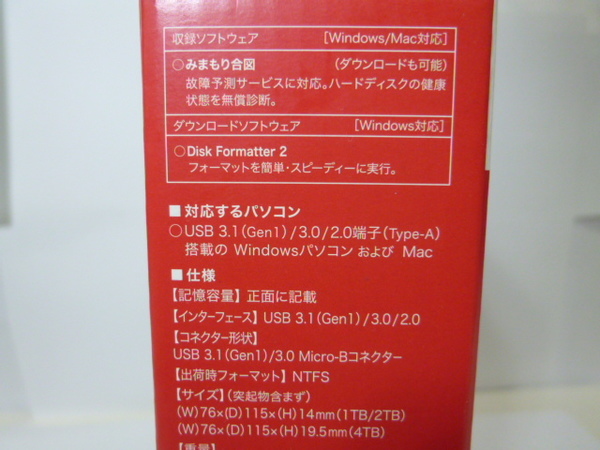 収録ソフトウェア [Windows/Mac対応]
○みまもり合図 (ダウンロードも可能)
故障予測サービスに対応。ハードディスクの健康
状態を無償診断。
ダウンロードソフトウェア [Windows対応]
○Disk Formatter 2
フォーマットを簡単・スピーディーに実行。
■対応するパソコン
○USB 3.1(Gen1)/3.0/2.0端子(Type-A)
搭載の Windowsパソコン および Mac
■仕様
【記憶容量】正面に記載
【インターフェース】USB 3.1(Gen1)/3.0/2.0
【コネクター形状】
USB 3.1(Gen1)/3.0 Micro-Bコネクター
【出荷時フォーマット】NTFS
【サイズ】(突起物含まず)
(W)76×(D)115×(H)14mm(1TB/2TB)
(W)76×(D)115×(H)19.5mm(4TB)